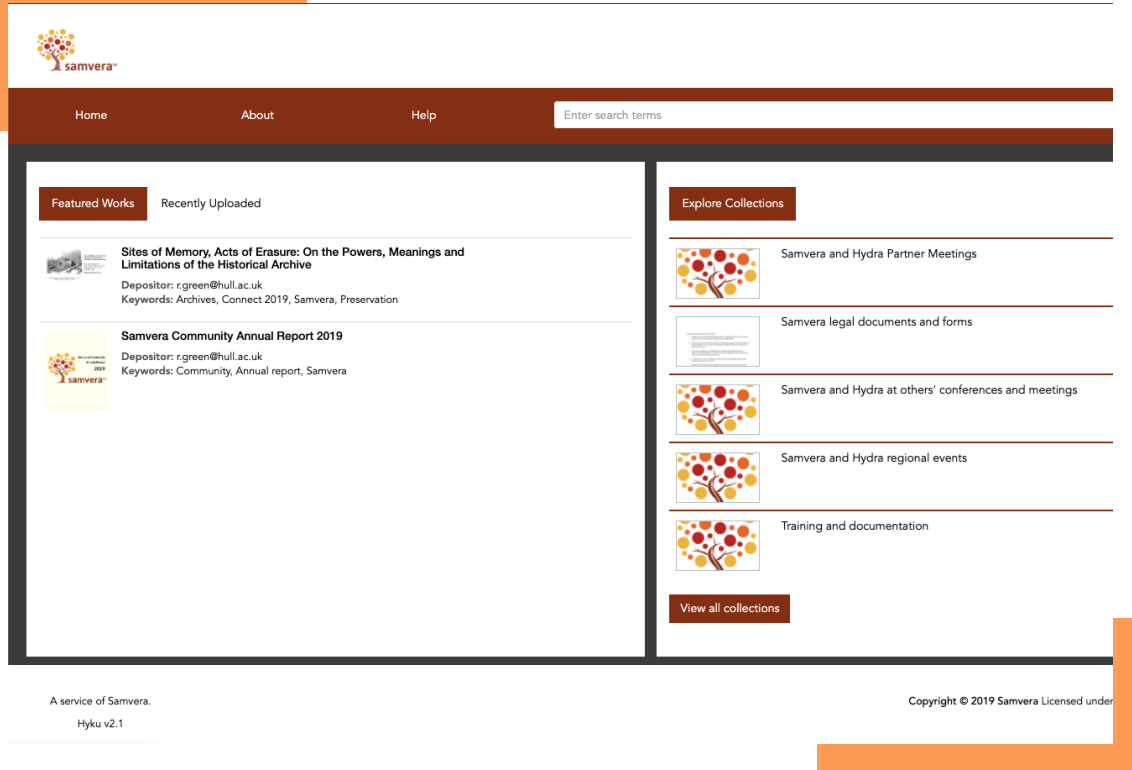 samvera™
Home
About
Help
Enter search terms
Featured Works
Recently Uploaded
Sites of Memory, Acts of Erasure: On the Powers, Meanings and
Limitations of the Historical Archive
Depositor: r.green@hull.ac.uk
Keywords: Archives, Connect 2019, Samvera, Preservation
Samvera Community Annual Report 2019
Depositor: r.green@hull.ac.uk
Keywords: Community, Annual report, Samvera
samvera
Explore Collections
Samvera and Hydra Partner Meetings
Samvera legal documents and forms
Samvera and Hydra at others' conferences and meetings
Samvera and Hydra regional events
Training and documentation
View all collections
A service of Samvera.
Hyku v2.1
Copyright © 2019 Samvera Licensed under